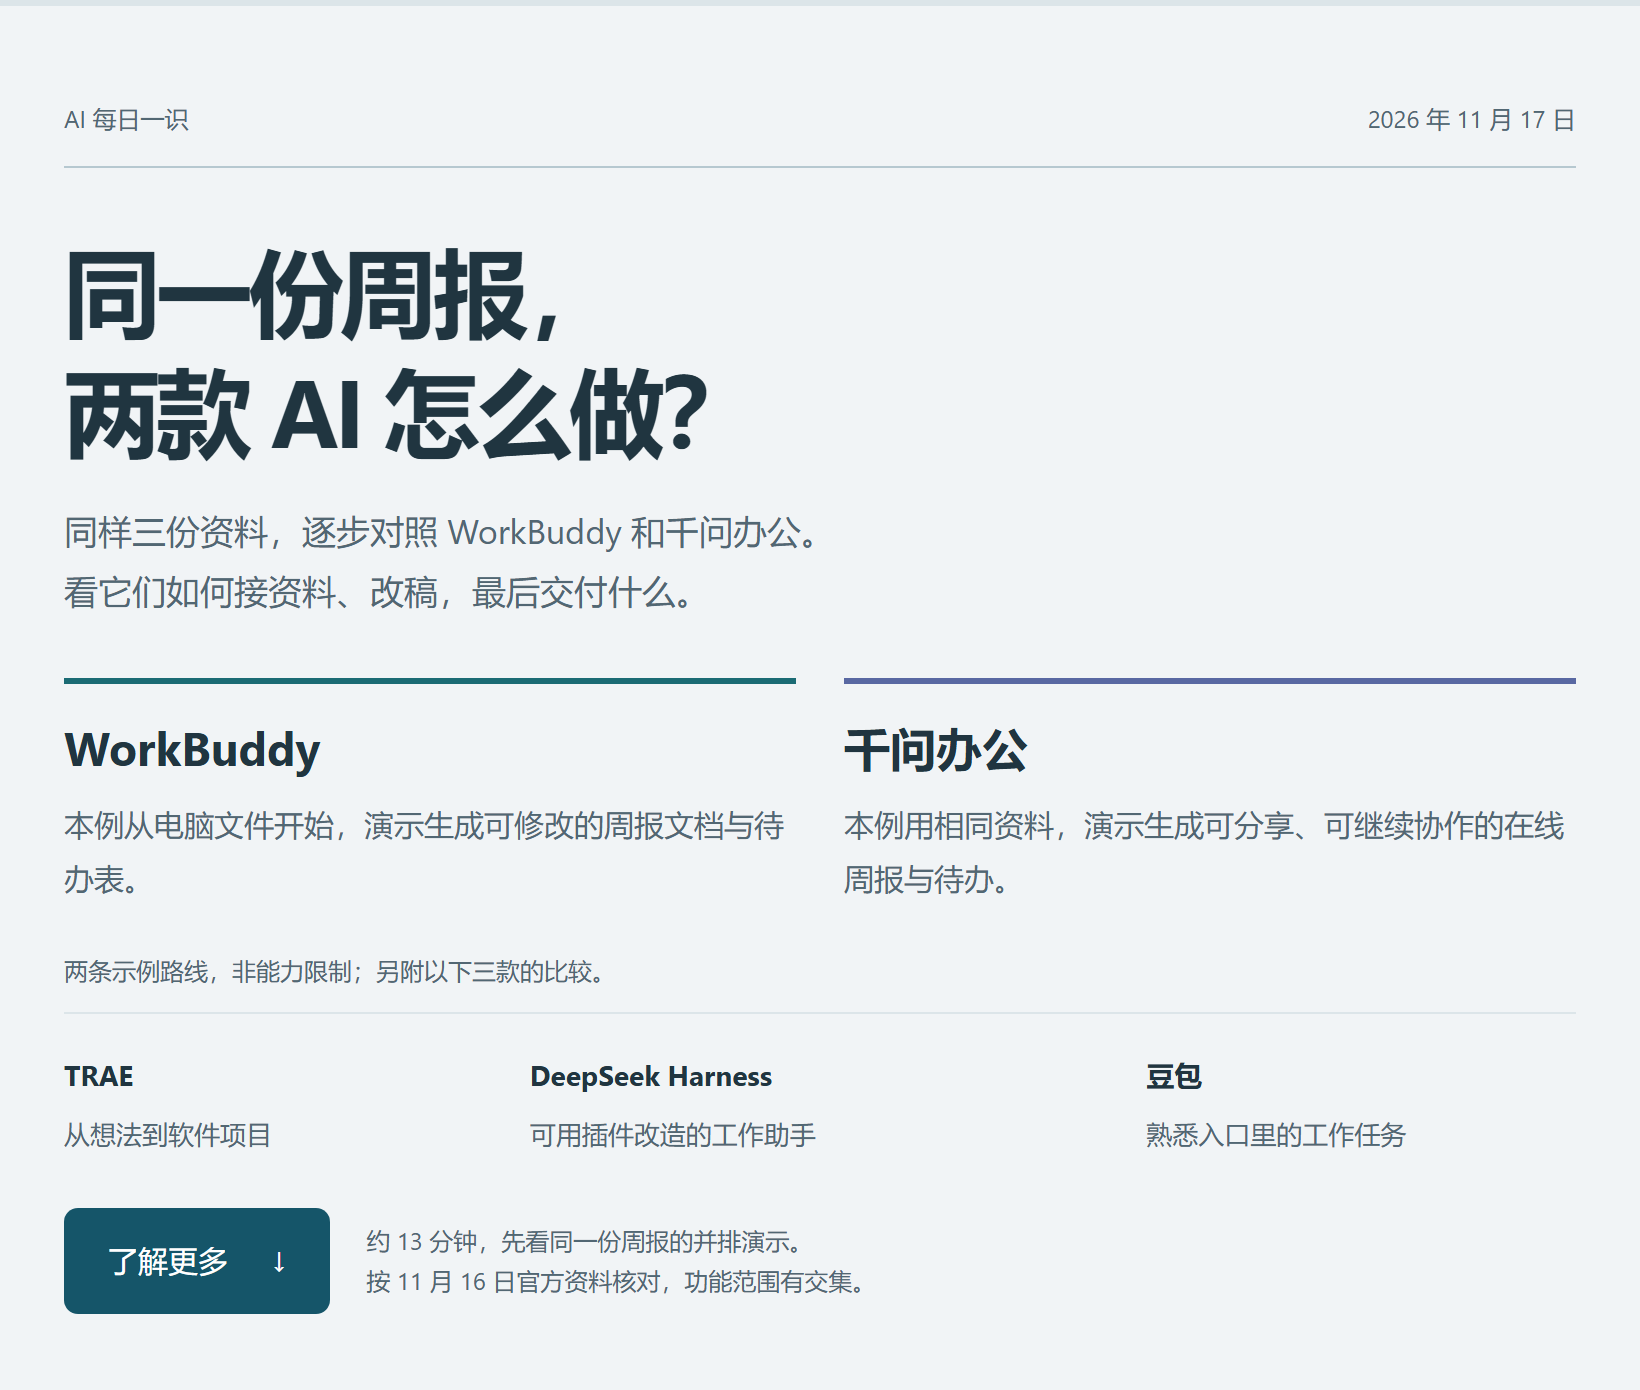 AI 每日一识
2026 年 11 月 17 日
同一份周报，
两款 AI 怎么做？
同样三份资料，逐步对照 WorkBuddy 和千问办公。
看它们如何接资料、改稿，最后交付什么。
WorkBuddy
本例从电脑文件开始，演示生成可修改的周报文档与待
办表。
千问办公
本例用相同资料，演示生成可分享、可继续协作的在线
周报与待办。
两条示例路线，非能力限制；另附以下三款的比较。
TRAE
从想法到软件项目
DeepSeek Harness
可用插件改造的工作助手
豆包
熟悉入口里的工作任务
了解更多 ↓
约 13 分钟，先看同一份周报的并排演示。
按 11 月 16 日官方资料核对，功能范围有交集。